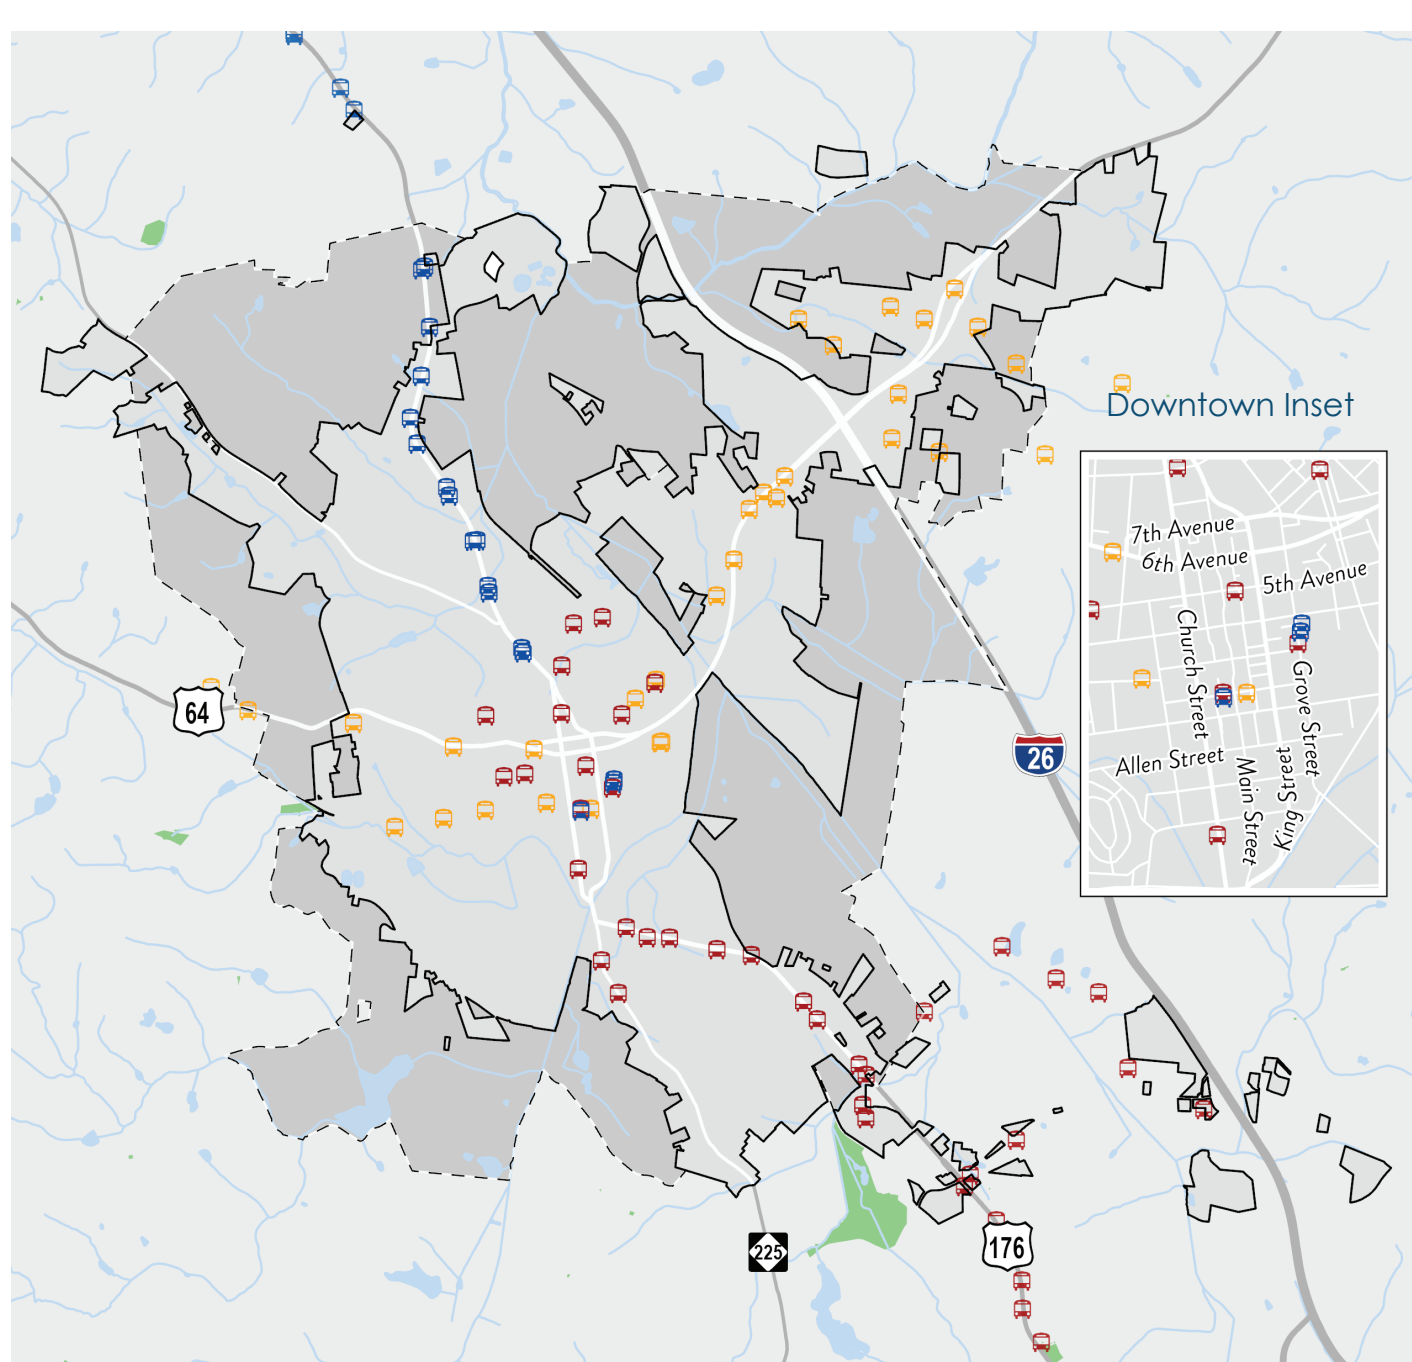 Downtown Inset
7th Avenue
6th Avenue
5th Avenue
Church Street
Grove Street
Allen Street
Main Street
King Street
64
26
225
176